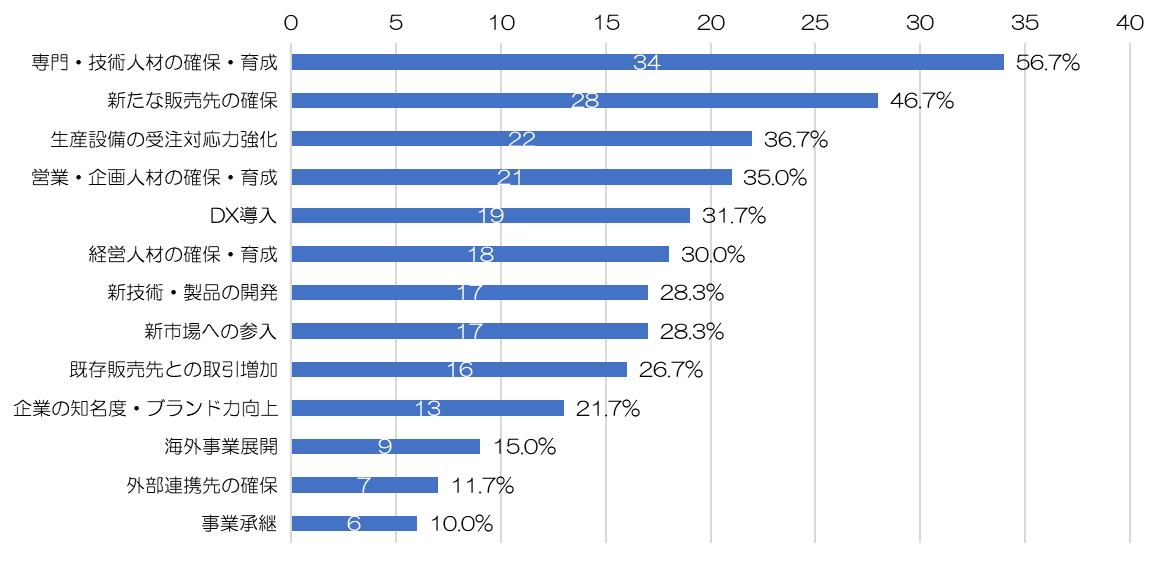 0 5 10 15 20 25 30 35 40
専門・技術人材の確保・育成 34 56.7%
新たな販売先の確保 28 46.7%
生産設備の受注対応力強化 22 36.7%
営業・企画人材の確保・育成 21 35.0%
DX導入 19 31.7%
経営人材の確保・育成 18 30.0%
新技術・製品の開発 17 28.3%
新市場への参入 17 28.3%
既存販売先との取引増加 16 26.7%
企業の知名度・ブランド力向上 13 21.7%
海外事業展開 9 15.0%
外部連携先の確保 7 11.7%
事業承継 6 10.0%